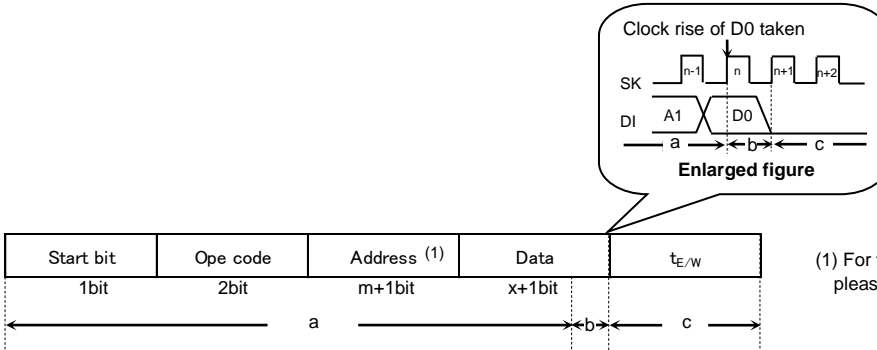 Clock rise of D0 taken
SK n-1 n n+1 n+2
DI A1 D0
a b c
Enlarged figure
Start bit Ope code Address (1) Data tE/W
1bit 2bit m+1bit x+1bit
a b c
(1) For
pleas